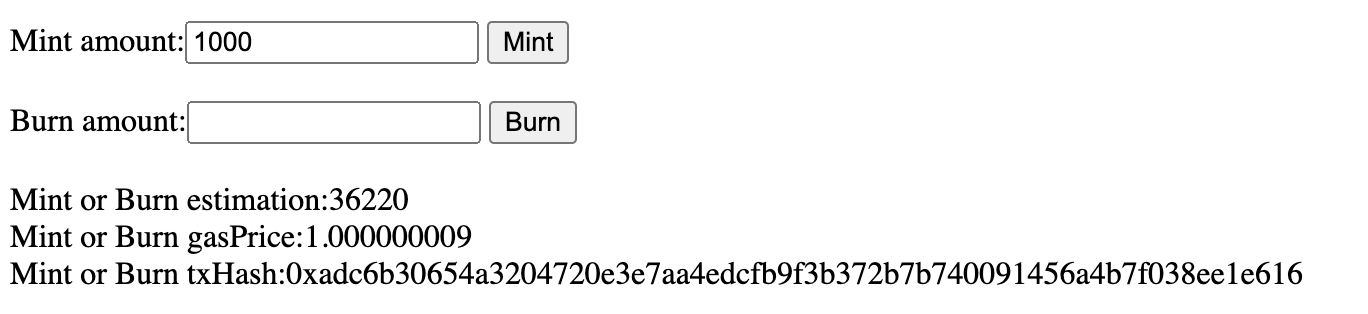 Mint amount: 1000 Mint
Burn amount: Burn
Mint or Burn estimation:36220
Mint or Burn gasPrice:1.000000009
Mint or Burn txHash:0xadc6b30654a3204720e3e7aa4edcfb9f3b372b7b740091456a4b7f038ee1e616